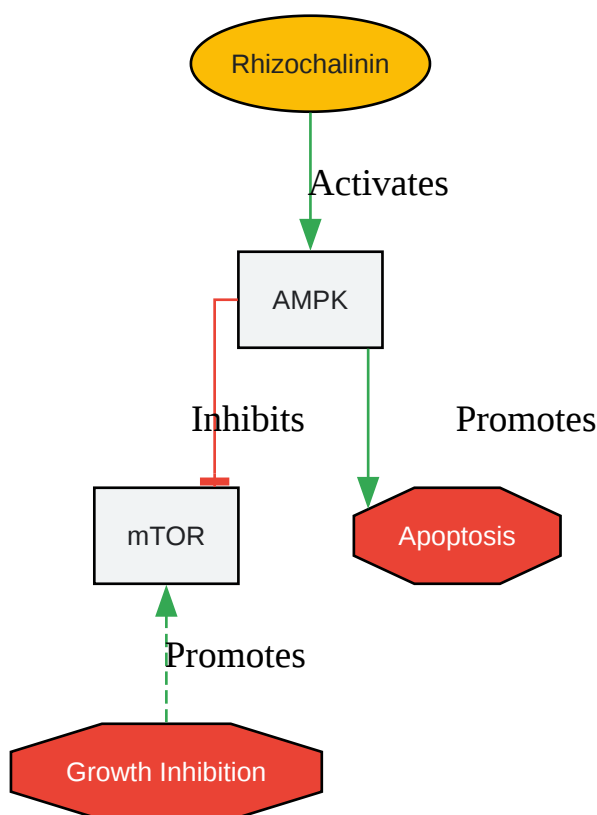 Rhizochalinin
Activates
AMPK
Inhibits
Promotes
mTOR
Apoptosis
Promotes
Growth Inhibition